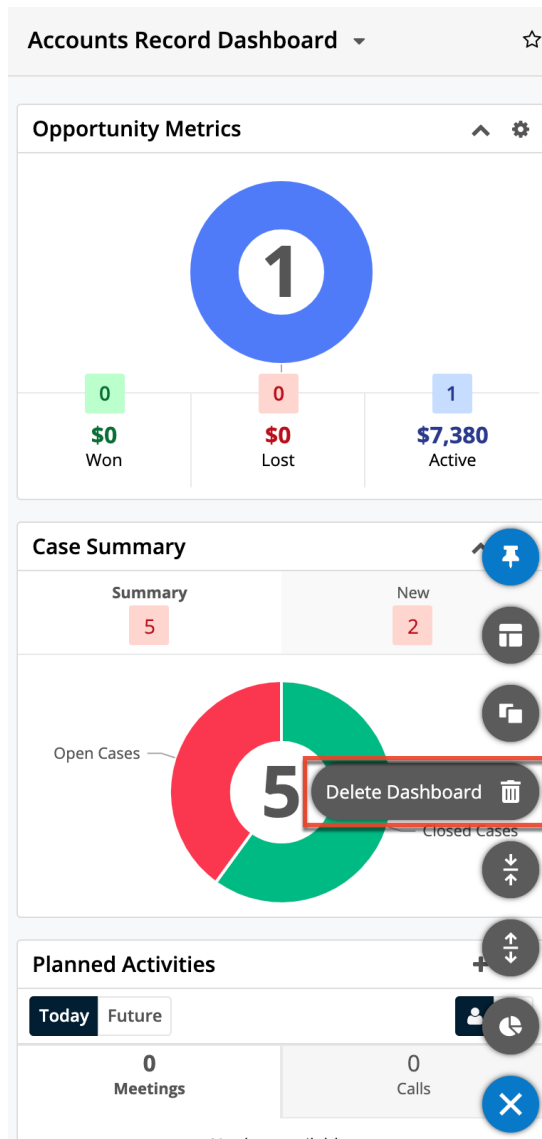 Accounts Record Dashboard
Opportunity Metrics
1
0
0
1
$0
$0
$7,380
Won
Lost
Active
Case Summary
Summary
New
5
2
Open Cases
5
Delete Dashboard
Closed Cases
Planned Activities
Today
Future
0
0
Meetings
Calls